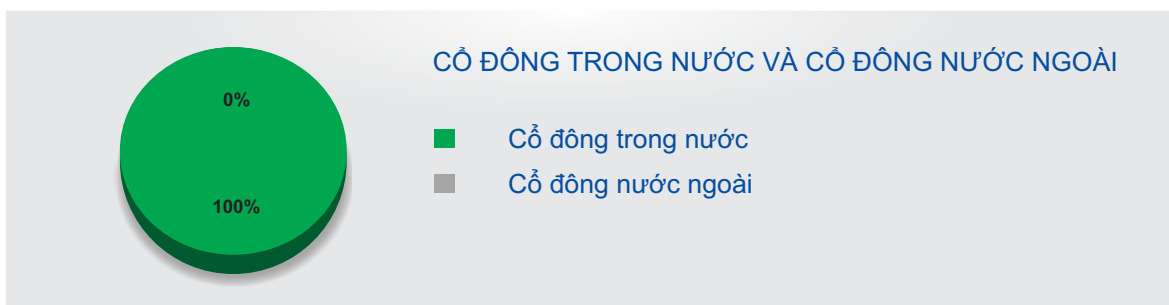 0%
100%
CỔ ĐÔNG TRONG NƯỚC VÀ CỔ ĐÔNG NƯỚC NGOÀI
Cổ đông trong nước
Cổ đông nước ngoài